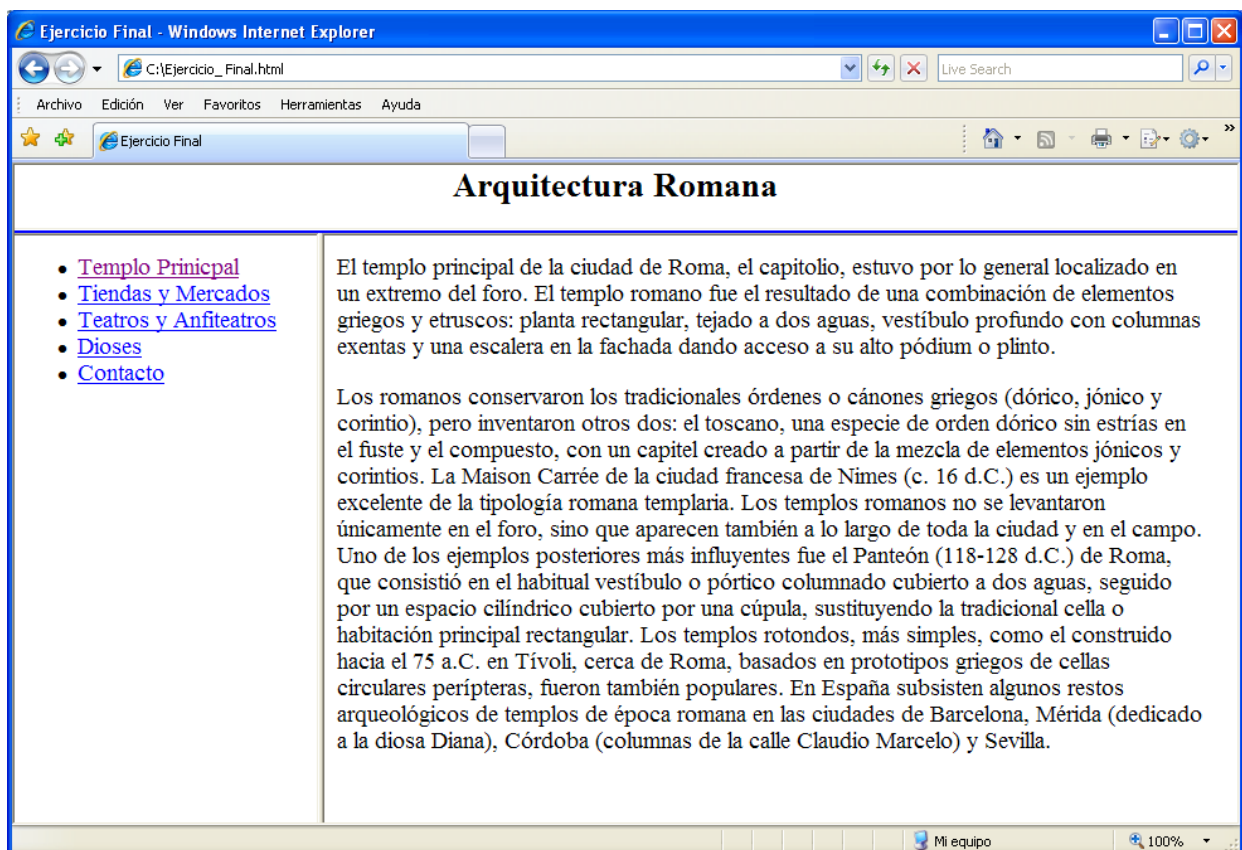 Ejercicio Final - Windows Internet Explorer
C:\Ejercicio_ Final.html
Live Search
Archivo Edición Ver Favoritos Herramientas Ayuda
Ejercicio Final
Arquitectura Romana
Templo Prinicpal
Tiendas y Mercados
Teatros y Anfiteatros
Dioses
Contacto
El templo principal de la ciudad de Roma, el capitolio, estuvo por lo general localizado en
un extremo del foro. El templo romano fue el resultado de una combinación de elementos
griegos y etruscos: planta rectangular, tejado a dos aguas, vestíbulo profundo con columnas
exentas y una escalera en la fachada dando acceso a su alto pódium o plinto.
Los romanos conservaron los tradicionales órdenes o cánones griegos (dórico, jónico y
corintio), pero inventaron otros dos: el toscano, una especie de orden dórico sin estrías en
el fuste y el compuesto, con un capitel creado a partir de la mezcla de elementos jónicos y
corintios. La Maison Carrée de la ciudad francesa de Nimes (c. 16 d.C.) es un ejemplo
excelente de la tipología romana templaria. Los templos romanos no se levantaron
únicamente en el foro, sino que aparecen también a lo largo de toda la ciudad y en el campo.
Uno de los ejemplos posteriores más influyentes fue el Panteón (118-128 d.C.) de Roma,
que consistió en el habitual vestíbulo o pórtico columnado cubierto a dos aguas, seguido
por un espacio cilíndrico cubierto por una cúpula, sustituyendo la tradicional cella o
habitación principal rectangular. Los templos rotondos, más simples, como el construido
hacia el 75 a.C. en Tívoli, cerca de Roma, basados en prototipos griegos de cellas
circulares perípteras, fueron también populares. En España subsisten algunos restos
arqueológicos de templos de época romana en las ciudades de Barcelona, Mérida (dedicado
a la diosa Diana), Córdoba (columnas de la calle Claudio Marcelo) y Sevilla.
Mi equipo
100%